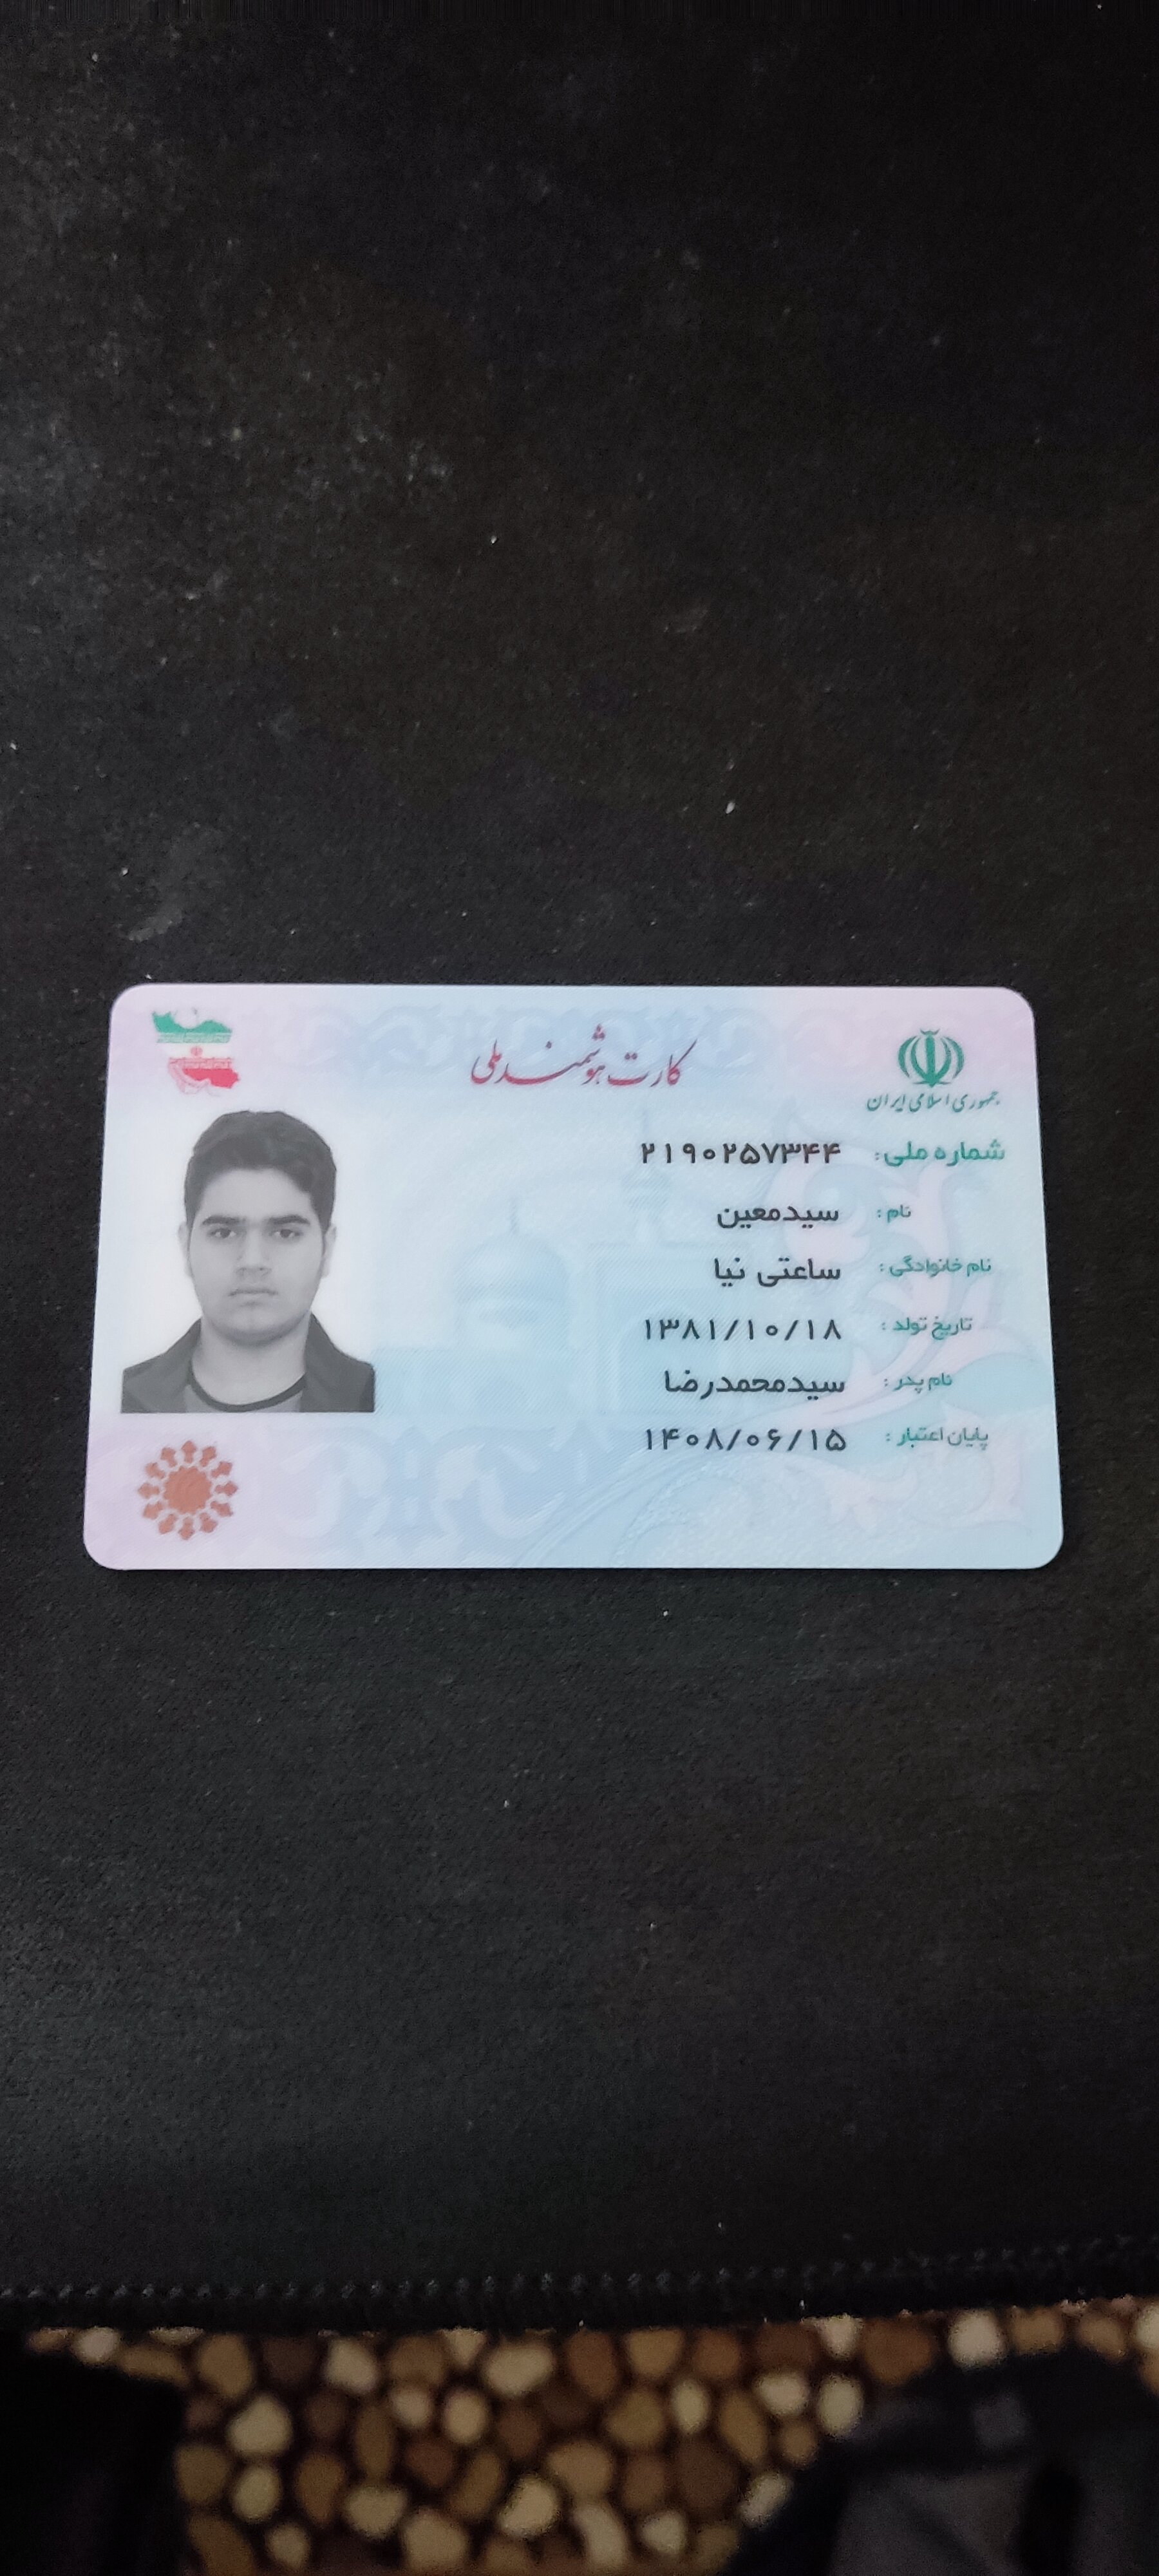 کارت هوشمند ملی
جمهوری اسلامی ایران
شماره ملی: ۲۱۹۰۲۵۷۳۴۴
نام: سیدمعین
نام خانوادگی: ساعتی نیا
تاریخ تولد: ۱۳۸۱/۱۰/۱۸
نام پدر: سیدمحمدرضا
پایان اعتبار: ۱۴۰۸/۰۶/۱۵